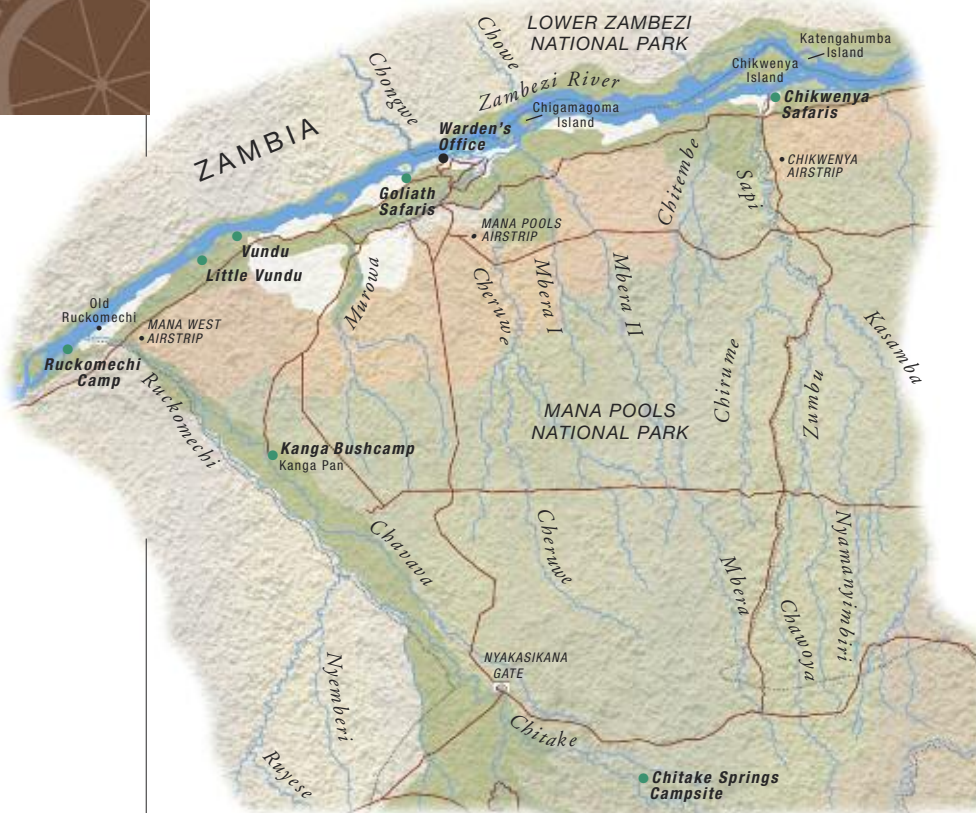 LOWER ZAMBEZI
NATIONAL PARK
Katengahumba
Island
Chikwenya
Island
Chowe
Chongwe
Zambezi River
Chigamagoma
Island
Chikwenya
Safaris
ZAMBIA
Warden's
Office
CHIKWENYA
AIRSTRIP
Goliath
Safaris
Chitembe
Sapi
MANA POOLS
AIRSTRIP
Vundu
Little Vundu
Murowa
Cheruwe
Mbera I
Mbera II
Old
Ruckomechi
MANA WEST
AIRSTRIP
Kasamba
Ruckomechi
Camp
Ruckomechi
Chirume
Zumbu
MANA POOLS
NATIONAL PARK
Kanga Bushcamp
Kanga Pan
Chavava
Cheruwe
Nyamanyimbiri
Mbera
Chawoya
NYAKASIKANA
GATE
Nyemberi
Chitake
Ruyese
Chitake Springs
Campsite